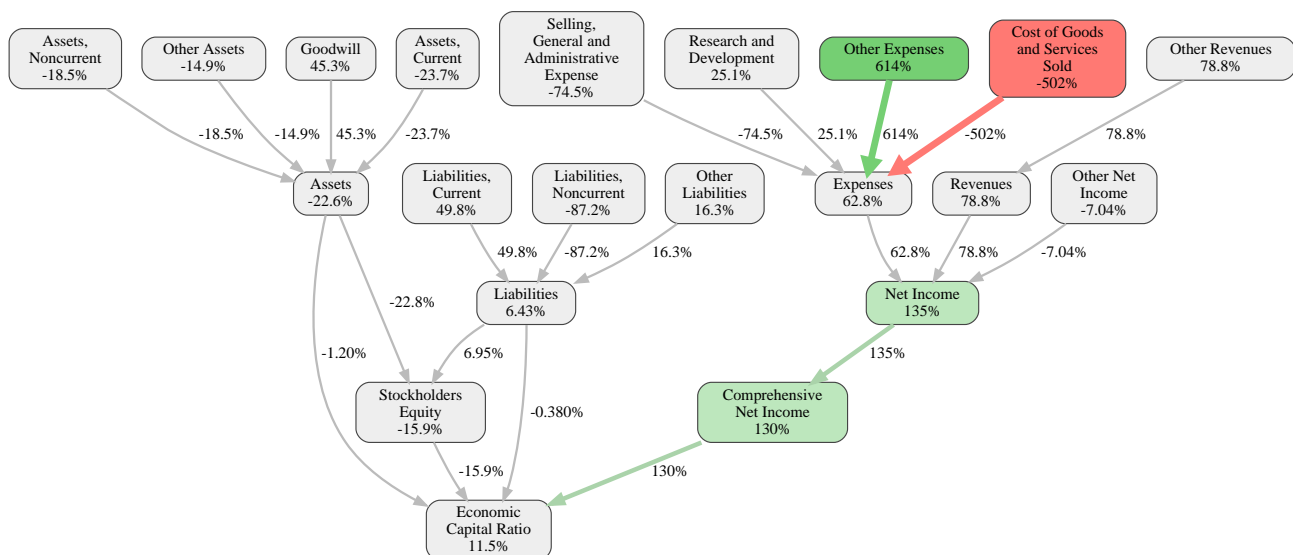 Assets,
Noncurrent
-18.5%
Other Assets
-14.9%
Goodwill
45.3%
Assets,
Current
-23.7%
Selling,
General and
Administrative
Expense
-74.5%
Research and
Development
25.1%
Other Expenses
614%
Cost of Goods
and Services
Sold
-502%
Other Revenues
78.8%
-18.5%
-14.9%
45.3%
-23.7%
-74.5%
25.1%
614%
-502%
78.8%
Assets
-22.6%
Liabilities,
Current
49.8%
Liabilities,
Noncurrent
-87.2%
Other
Liabilities
16.3%
Expenses
62.8%
Revenues
78.8%
Other Net
Income
-7.04%
49.8%
-87.2%
16.3%
62.8%
78.8%
-7.04%
Liabilities
6.43%
Net Income
135%
-22.8%
-1.20%
6.95%
135%
Stockholders
Equity
-15.9%
-0.380%
Comprehensive
Net Income
130%
-15.9%
130%
Economic
Capital Ratio
11.5%